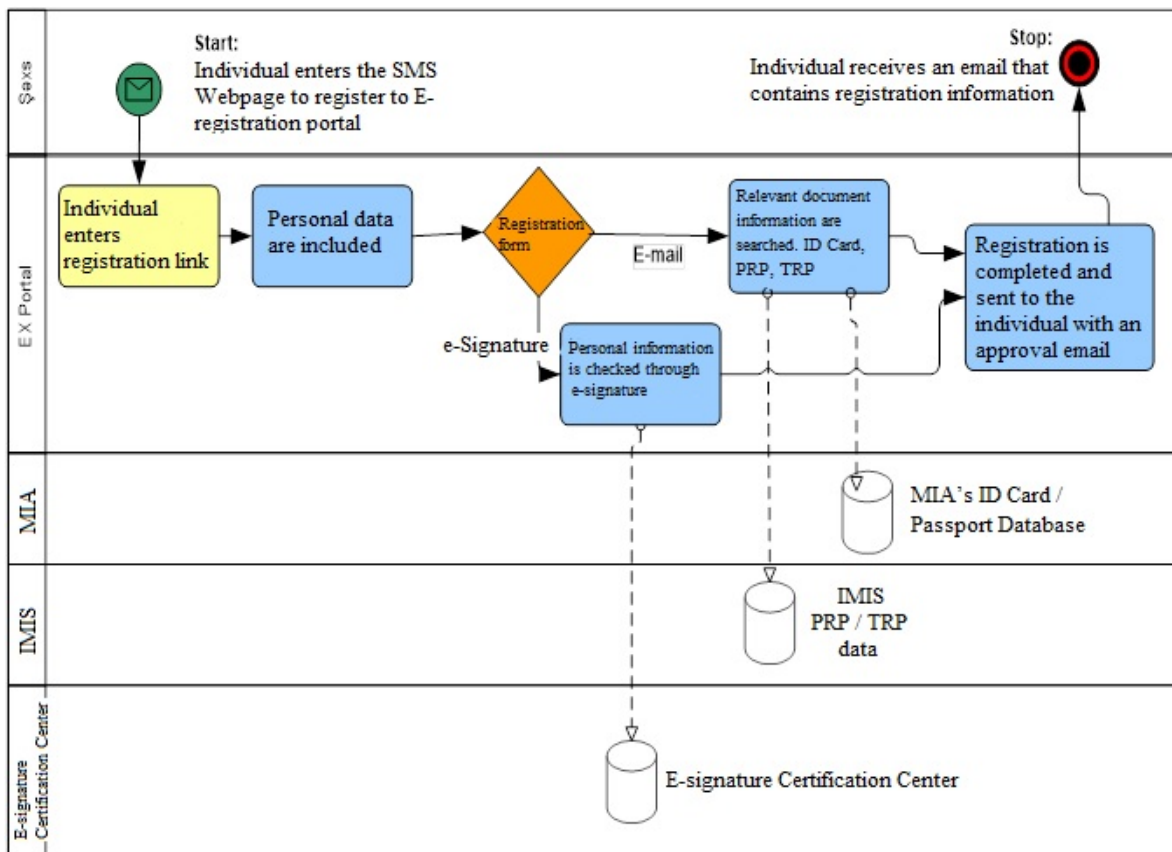 Şəxs
Start:
Individual enters the SMS
Webpage to register to E-
registration portal
Stop:
Individual receives an email that
contains registration information
EX Portal
Individual
enters
registration link
Personal data
are included
Registration
form
E-mail
e-Signature
Relevant document
information are
searched. ID Card,
PRP, TRP
Personal information
is checked through
e-signature
Registration is
completed and
sent to the
individual with an
approval email
MIA
MIA's ID Card /
Passport Database
IMIS
IMIS
PRP / TRP
data
E-signature
Certification Center
E-signature Certification Center